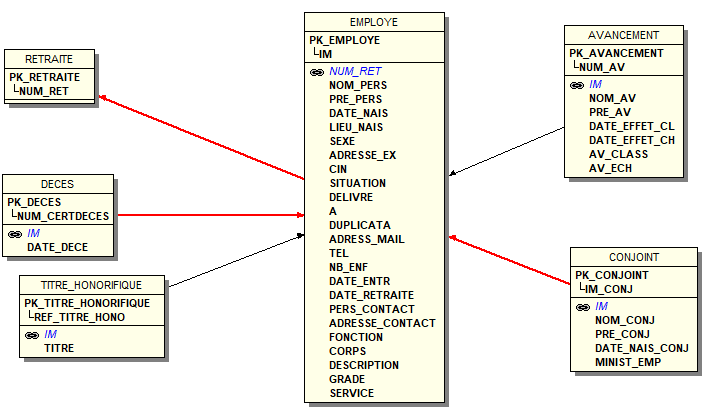 RETRAITE
PK_RETRAITE
NUM_RET
DECES
PK_DECES
NUM_CERTDECES
IM
DATE_DECE
TITRE_HONORIFIQUE
PK_TITRE_HONORIFIQUE
REF_TITRE_HONO
IM
TITRE
EMPLOYE
PK_EMPLOYE
IM
NUM_RET
NOM_PERS
PRE_PERS
DATE_NAIS
LIEU_NAIS
SEXE
ADRESSE_EX
CIN
SITUATION
DELIVRE
A
DUPLICATA
ADRESS_MAIL
TEL
NB_ENF
DATE_ENTR
DATE_RETRAITE
PERS_CONTACT
ADRESSE_CONTACT
FONCTION
CORPS
DESCRIPTION
GRADE
SERVICE
AVANCEMENT
PK_AVANCEMENT
NUM_AV
IM
NOM_AV
PRE_AV
DATE_EFFET_CL
DATE_EFFET_CH
AV_CLASS
AV_ECH
CONJOINT
PK_CONJOINT
IM_CONJ
IM
NOM_CONJ
PRE_CONJ
DATE_NAIS_CONJ
MINIST_EMP